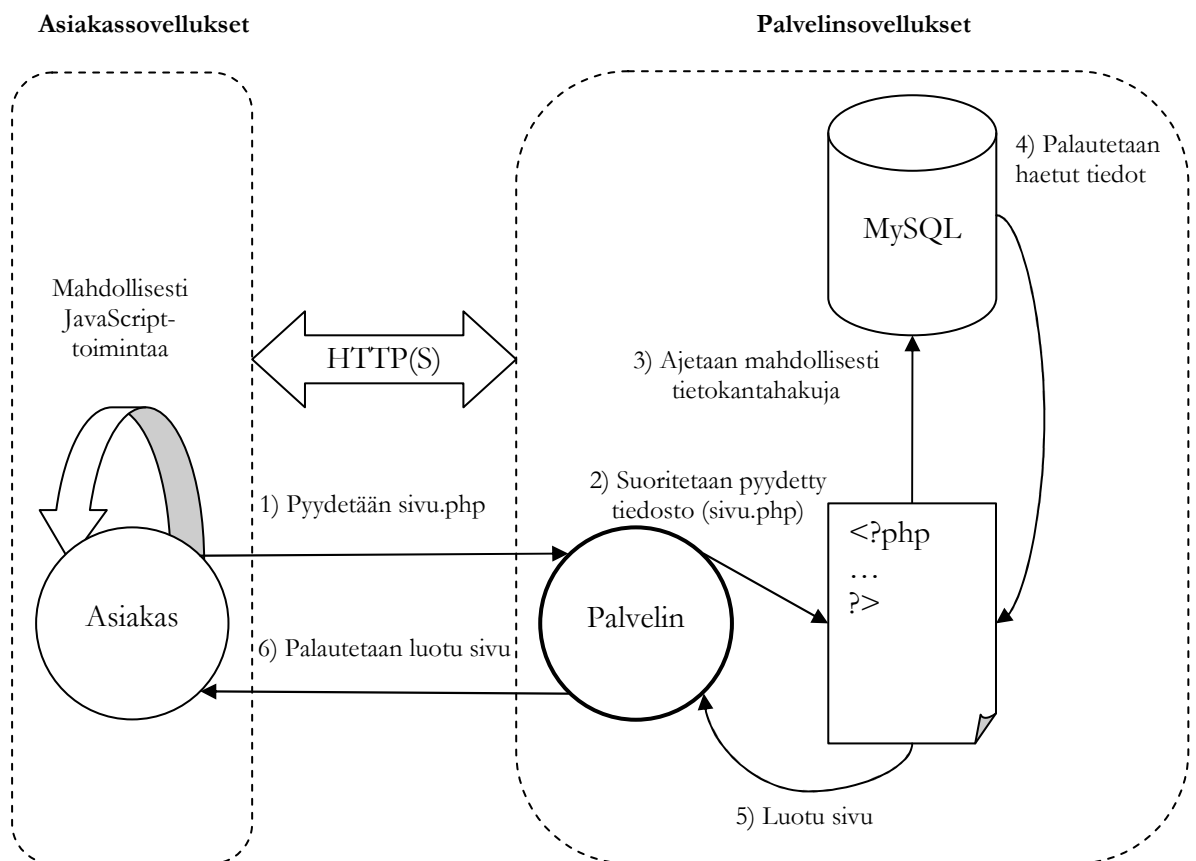 Asiakassovellukset
Palvelinsovellukset
4) Palautetaan
haetut tiedot
MySQL
Mahdollisesti
JavaScript-
toimintaa
HTTP(S)
3) Ajetaan mahdollisesti
tietokantahakuja
1) Pyydetään sivu.php
2) Suoritetaan pyydetty
tiedosto (sivu.php)
<?php
...
?>
Asiakas
Palvelin
6) Palautetaan luotu sivu
5) Luotu sivu